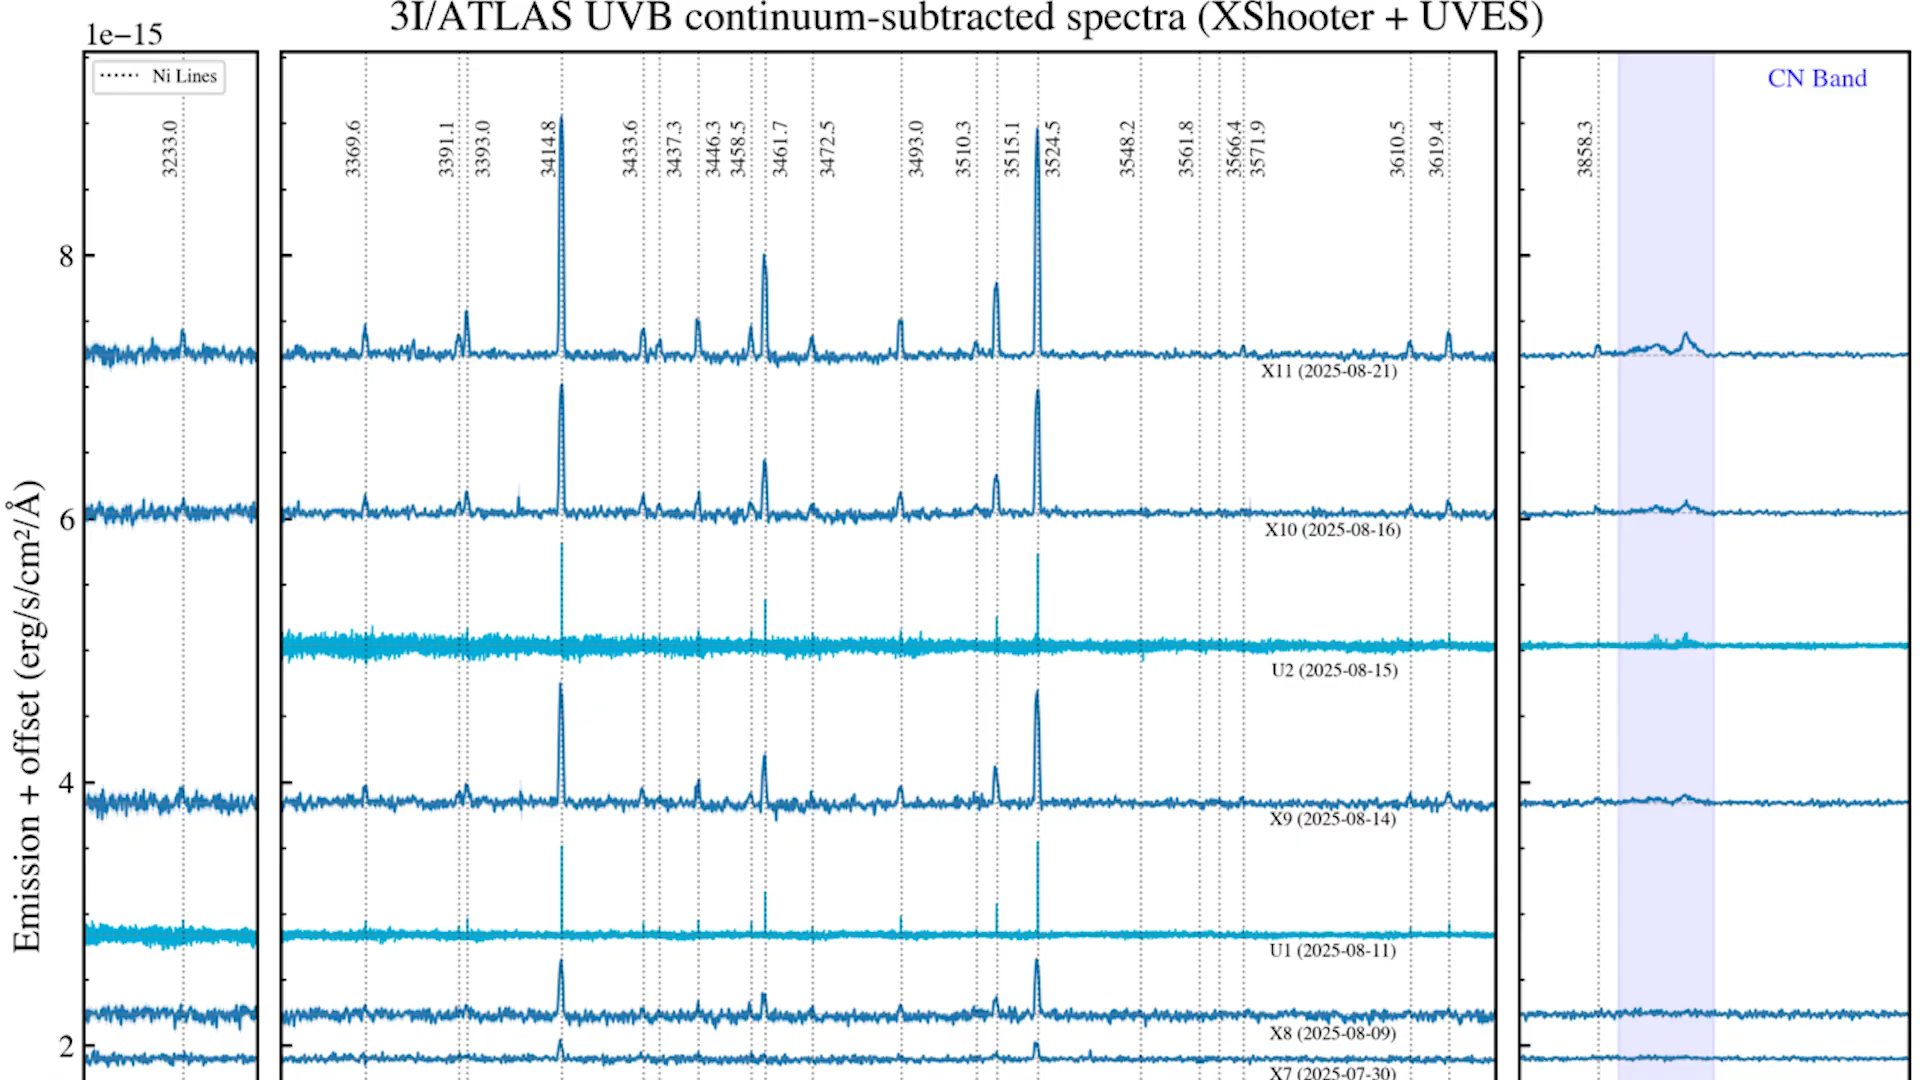 3I/ATLAS UVB continuum-subtracted spectra (XShooter + UVES)
1e−15
Ni Lines
CN Band
3233.0
3369.6
3391.1
3393.0
3414.8
3433.6
3437.3
3446.3
3458.5
3461.7
3472.5
3493.0
3510.3
3515.1
3524.5
3548.2
3561.8
3566.4
3571.9
3610.5
3619.4
3858.3
8
X11 (2025-08-21)
6
X10 (2025-08-16)
U2 (2025-08-15)
4
X9 (2025-08-14)
U1 (2025-08-11)
X8 (2025-08-09)
2
X7 (2025-07-30)
Emission + offset (erg/s/cm²/Å)